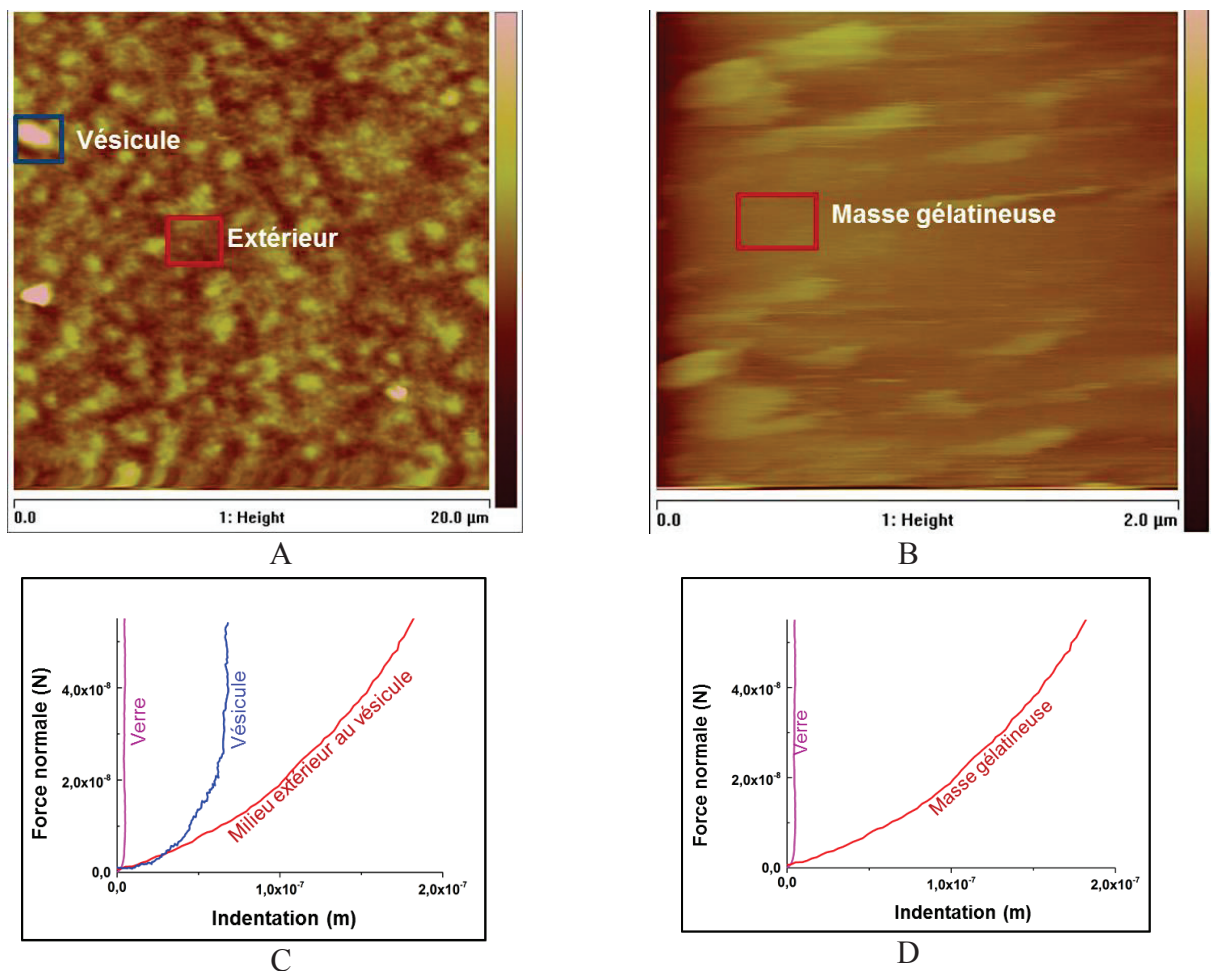 Vésicule
Extérieur
0.0 1: Height 20.0 µm
A
Masse gélatineuse
0.0 1: Height 2.0 µm
B
Force normale (N)
4,0x10⁻⁸
2,0x10⁻⁸
0,0
Verre
Vésicule
Milieu extérieur au vésicule
0,0 1,0x10⁻⁷ 2,0x10⁻⁷
Indentation (m)
C
Force normale (N)
4,0x10⁻⁸
2,0x10⁻⁸
0,0
Verre
Masse gélatineuse
0,0 1,0x10⁻⁷ 2,0x10⁻⁷
Indentation (m)
D